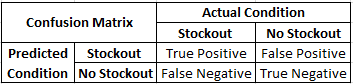 Confusion Matrix
Actual Condition
Stockout
No Stockout
Predicted Condition
Stockout
True Positive
False Positive
No Stockout
False Negative
True Negative